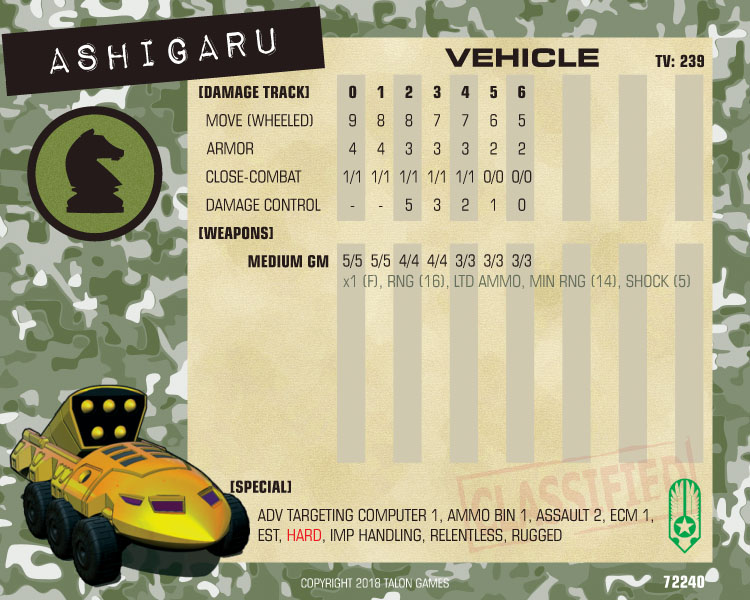 ASHIGARU
VEHICLE TV: 239
[DAMAGE TRACK] 0 1 2 3 4 5 6
MOVE (WHEELED) 9 8 8 7 7 6 5
ARMOR 4 4 3 3 3 2 2
CLOSE-COMBAT 1/1 1/1 1/1 1/1 1/1 0/0 0/0
DAMAGE CONTROL - - 5 3 2 1 0
[WEAPONS]
MEDIUM GM 5/5 5/5 4/4 4/4 3/3 3/3 3/3
x1 (F), RNG (16), LTD AMMO, MIN RNG (14), SHOCK (5)
CLASSIFIED
[SPECIAL]
ADV TARGETING COMPUTER 1, AMMO BIN 1, ASSAULT 2, ECM 1,
EST, HARD, IMP HANDLING, RELENTLESS, RUGGED
COPYRIGHT 2018 TALON GAMES 72240